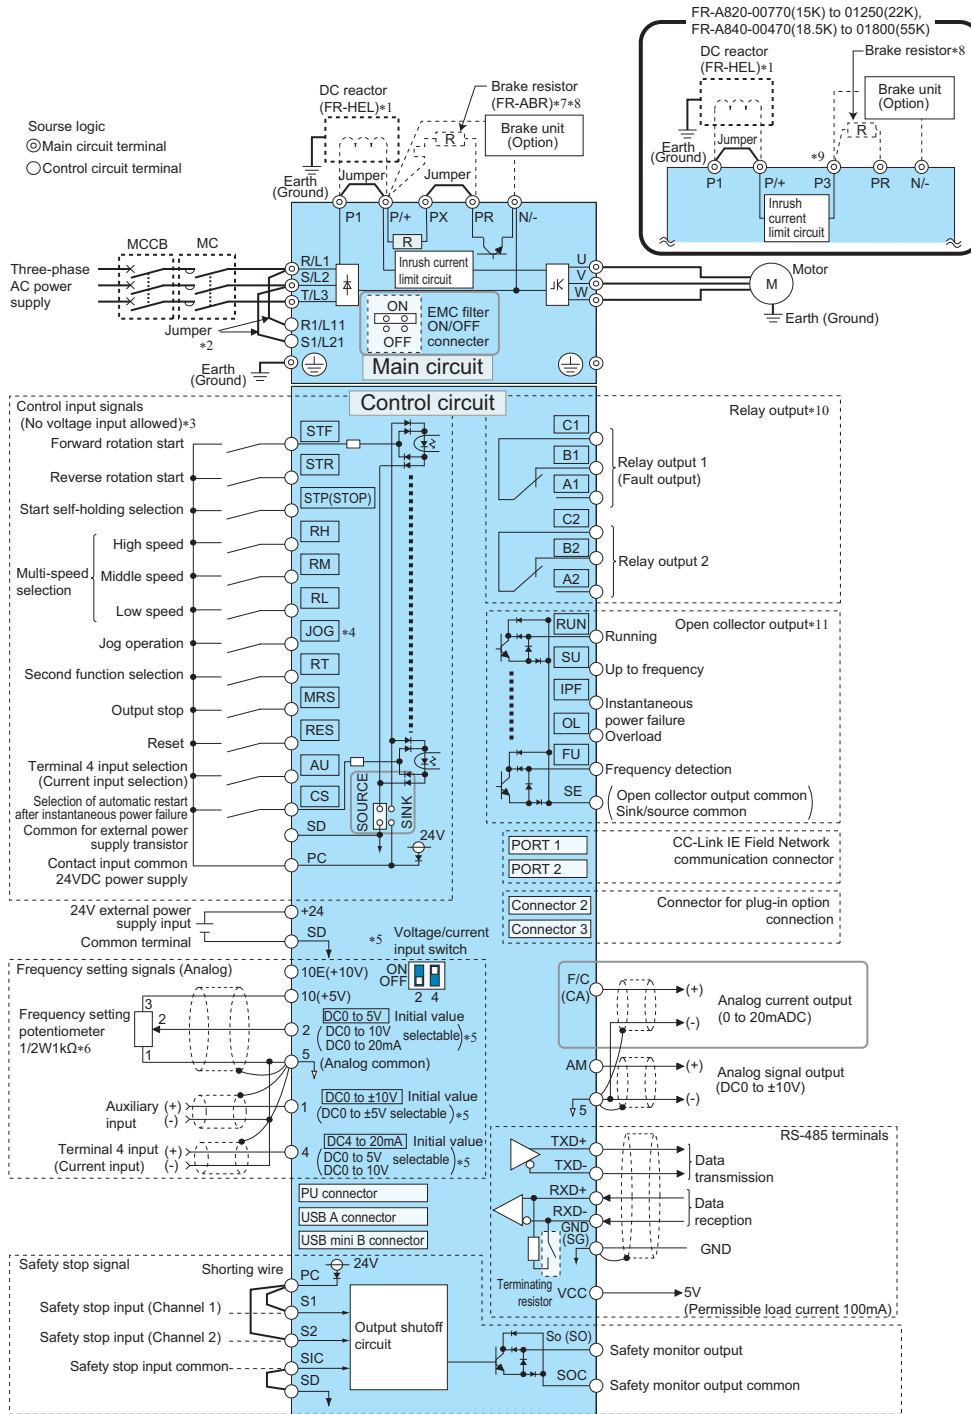 FR-A820-00770(15K) to 01250(22K),
FR-A840-00470(18.5K) to 01800(55K)
DC reactor
(FR-HEL)*1
Brake resistor*8
Brake unit
(Option)
R
Jumper
Earth
(Ground)
*9
P1
P/+
P3
PR
N/-
Inrush
current
limit circuit
Sourse logic
Main circuit terminal
Control circuit terminal
DC reactor
(FR-HEL)*1
Brake resistor
(FR-ABR)*7*8
Brake unit
(Option)
R
Earth
(Ground)
Jumper
Jumper
P1
P/+
PX
PR
N/-
R
Inrush current
limit circuit
MCCB
MC
Three-phase
AC power
supply
R/L1
S/L2
T/L3
R1/L11
S1/L21
Jumper
*2
Earth
(Ground)
ON
OFF
EMC filter
ON/OFF
connecter
Main circuit
U
V
W
Motor
M
Earth (Ground)
Control circuit
Control input signals
(No voltage input allowed)*3
Forward rotation start
STF
Reverse rotation start
STR
Start self-holding selection
STP(STOP)
Multi-speed
selection
High speed
RH
Middle speed
RM
Low speed
RL
Jog operation
JOG *4
Second function selection
RT
Output stop
MRS
Reset
RES
Terminal 4 input selection
(Current input selection)
AU
Selection of automatic restart
after instantaneous power failure
CS
Common for external power
supply transistor
SD
Contact input common
24VDC power supply
PC
SOURCE
SINK
24V
Relay output*10
C1
B1
A1
Relay output 1
(Fault output)
C2
B2
A2
Relay output 2
Open collector output*11
RUN
Running
SU
Up to frequency
IPF
Instantaneous
power failure
OL
Overload
FU
Frequency detection
SE
Open collector output common
Sink/source common
PORT 1
PORT 2
CC-Link IE Field Network
communication connector
Connector 2
Connector 3
Connector for plug-in option
connection
24V external power
supply input
+24
Common terminal
SD
*5
Voltage/current
input switch
ON
OFF
2 4
Frequency setting signals (Analog)
10E(+10V)
10(+5V)
Frequency setting
potentiometer
1/2W1kΩ*6
3
2
1
2
DC0 to 5V Initial value
(DC0 to 10V
DC0 to 20mA selectable)*5
5
(Analog common)
Auxiliary
input
(+)
(-)
1
DC0 to ±10V Initial value
(DC0 to ±5V selectable)*5
Terminal 4 input
(Current input)
(+)
(-)
4
DC4 to 20mA Initial value
(DC0 to 5V
DC0 to 10V selectable)*5
F/C
(CA)
(+)
(-)
Analog current output
(0 to 20mADC)
AM
(+)
(-)
5
Analog signal output
(DC0 to ±10V)
RS-485 terminals
TXD+
TXD-
Data
transmission
RXD+
RXD-
Data
reception
GND
(SG)
GND
Terminating
resistor
VCC
5V
(Permissible load current 100mA)
PU connector
USB A connector
USB mini B connector
Safety stop signal
Shorting wire
PC
24V
Safety stop input (Channel 1)
S1
Safety stop input (Channel 2)
S2
Safety stop input common
SIC
SD
Output shutoff
circuit
So (SO)
Safety monitor output
SOC
Safety monitor output common